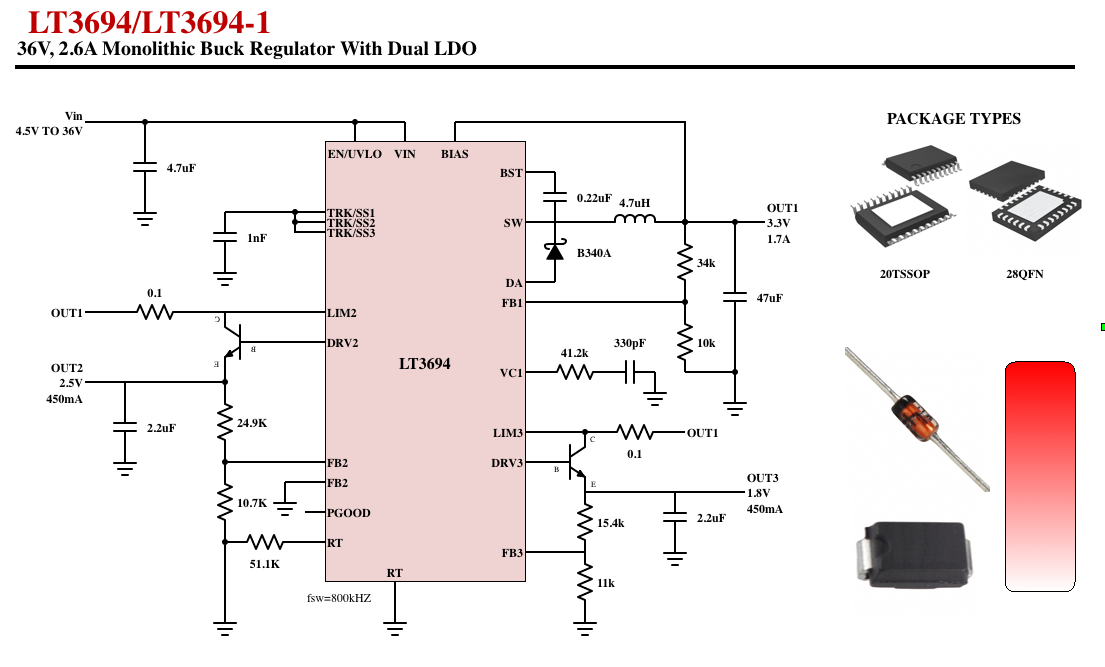 LT3694/LT3694-1
36V, 2.6A Monolithic Buck Regulator With Dual LDO
Vin
4.5V TO 36V
4.7uF
EN/UVLO VIN BIAS
BST
0.22uF
4.7uH
SW
OUT1
3.3V
1.7A
B340A
DA
TRK/SS1
TRK/SS2
TRK/SS3
1nF
34k
FB1
47uF
10k
0.1
OUT1
LIM2
C
B
E
DRV2
LT3694
41.2k
330pF
VC1
OUT2
2.5V
450mA
2.2uF
24.9K
LIM3
C
OUT1
0.1
DRV3
B
E
FB2
FB2
OUT3
1.8V
450mA
10.7K
PGOOD
15.4k
2.2uF
RT
51.1K
FB3
RT
11k
fsw=800kHZ
PACKAGE TYPES
20TSSOP
28QFN